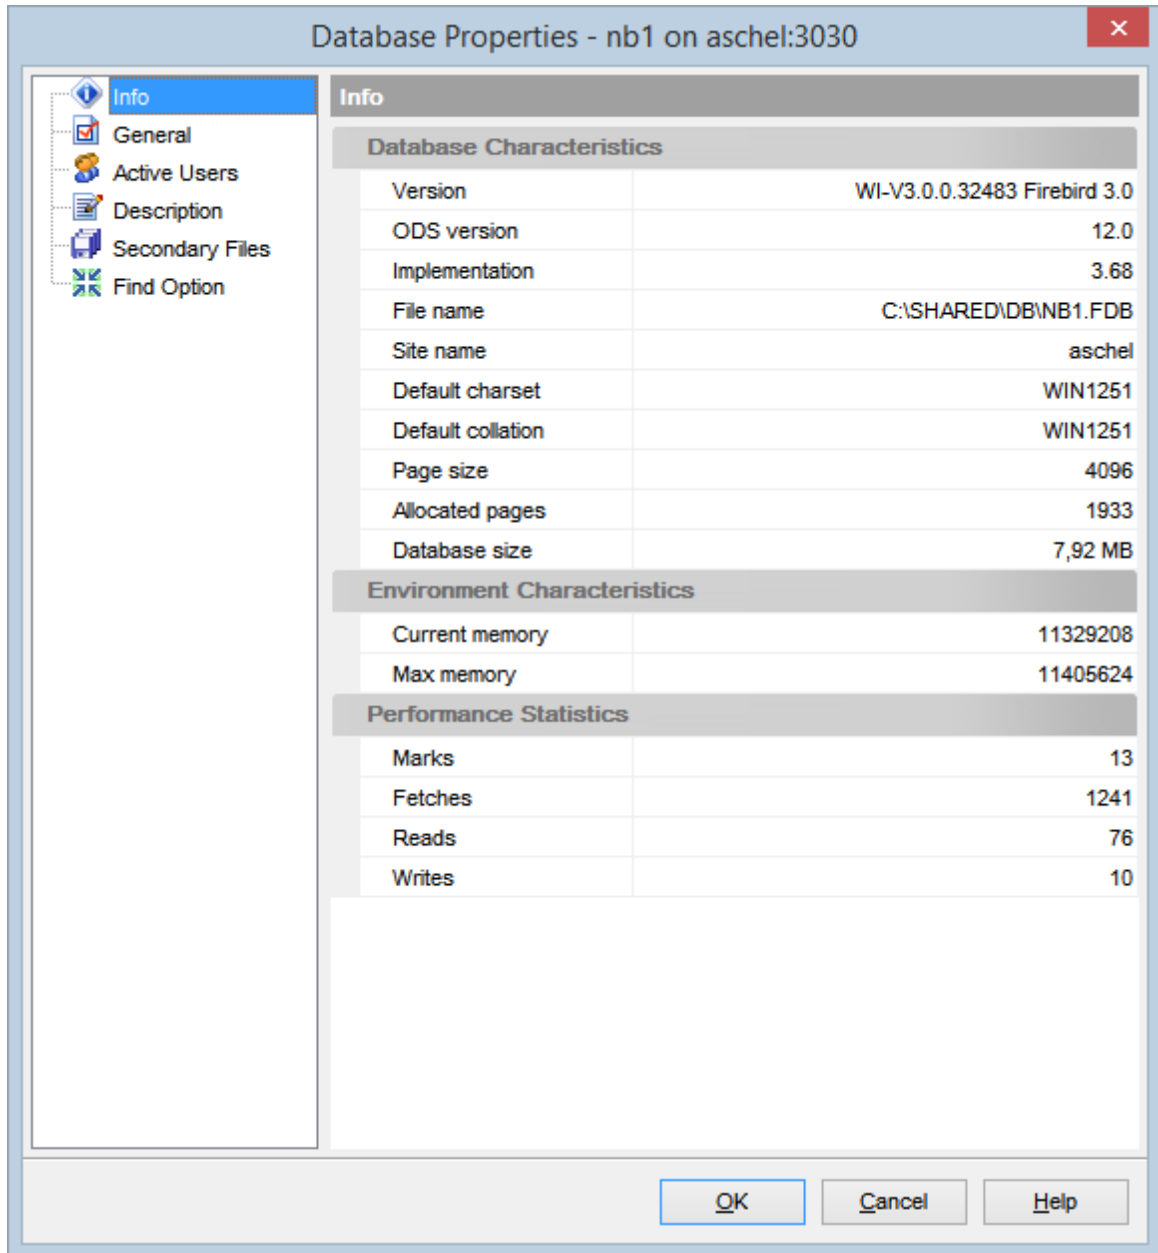 Database Properties - nb1 on aschel:3030
Info
General
Active Users
Description
Secondary Files
Find Option
Info
Database Characteristics
Version WI-V3.0.0.32483 Firebird 3.0
ODS version 12.0
Implementation 3.68
File name C:\SHARED\DB\NB1.FDB
Site name aschel
Default charset WIN1251
Default collation WIN1251
Page size 4096
Allocated pages 1933
Database size 7,92 MB
Environment Characteristics
Current memory 11329208
Max memory 11405624
Performance Statistics
Marks 13
Fetches 1241
Reads 76
Writes 10
OK Cancel Help